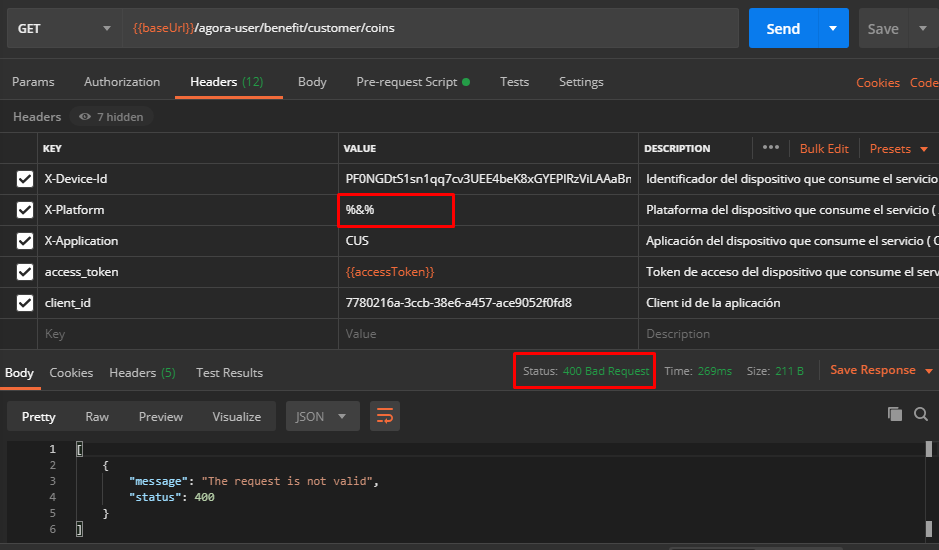 GET {{baseUrl}}/agora-user/benefit/customer/coins Send Save
Params Authorization Headers (12) Body Pre-request Script Tests Settings Cookies Code
Headers 7 hidden
KEY VALUE DESCRIPTION ••• Bulk Edit Presets
X-Device-Id PF0NGDtS1sn1qq7cv3UEE4beK8xGYEPIRzViLAAaBn Identificador del dispositivo que consume el servicio
X-Platform %&% Plataforma del dispositivo que consume el servicio (
X-Application CUS Aplicación del dispositivo que consume el servicio (
access_token {{accessToken}} Token de acceso del dispositivo que consume el serv
client_id 7780216a-3ccb-38e6-a457-ace9052f0fd8 Client id de la aplicación
Key Value Description
Body Cookies Headers (5) Test Results Status: 400 Bad Request Time: 269ms Size: 211 B Save Response
Pretty Raw Preview Visualize JSON
1 [
2 {
3 "message": "The request is not valid",
4 "status": 400
5 }
6 ]